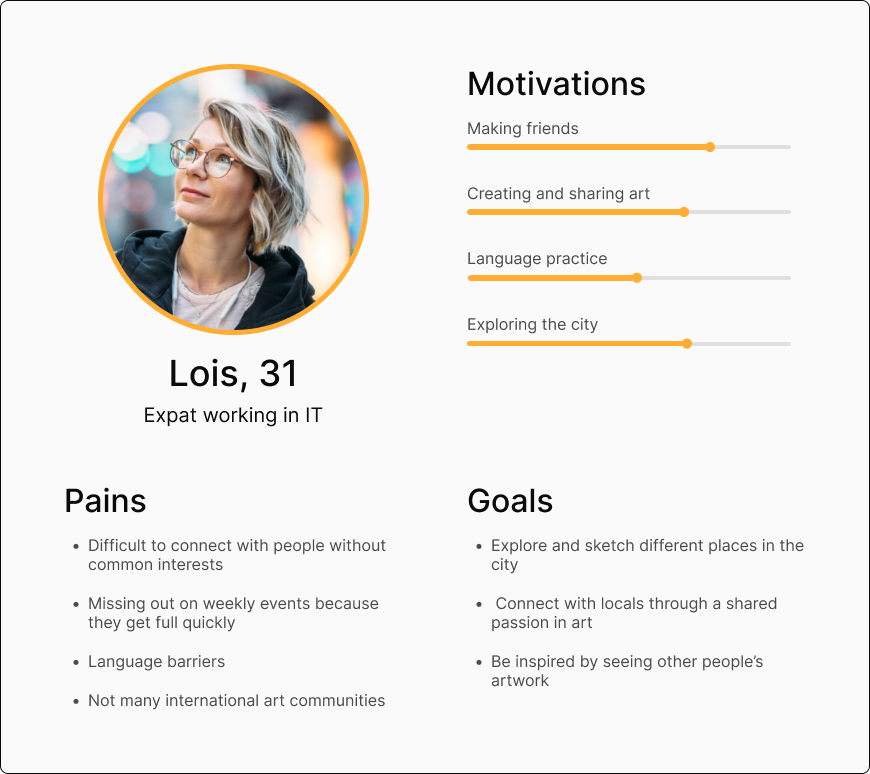 Lois, 31
Expat working in IT
Motivations
Making friends
Creating and sharing art
Language practice
Exploring the city
Pains
• Difficult to connect with people without
common interests
• Missing out on weekly events because
they get full quickly
• Language barriers
• Not many international art communities
Goals
• Explore and sketch different places in the
city
• Connect with locals through a shared
passion in art
• Be inspired by seeing other people’s
artwork